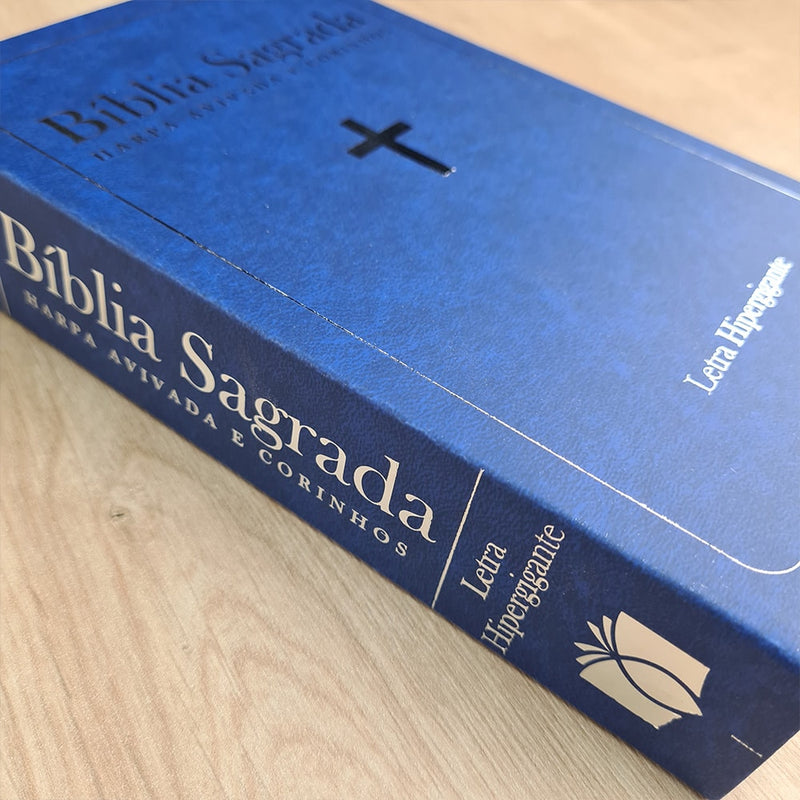 Bíblia Sagrada
HARPA AVIVADA E CORINHOS
Letra Hipergigante
Bíblia Sagrada
HARPA AVIVADA E CORINHOS
Letra
Hipergigante